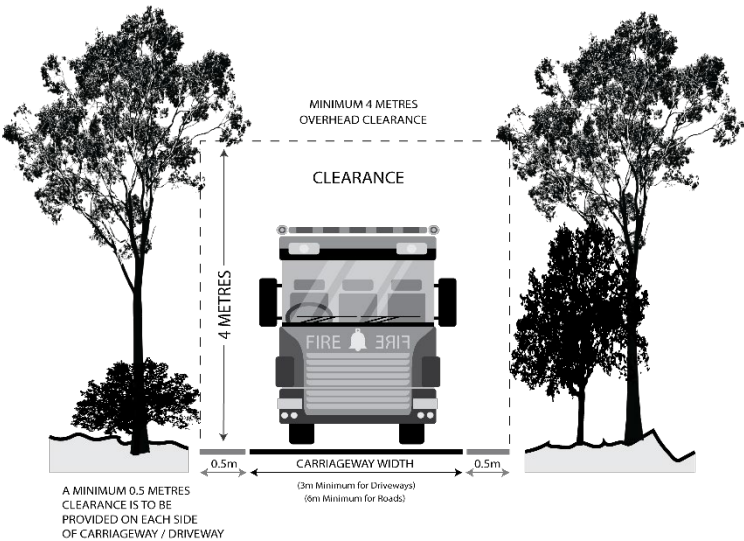 MINIMUM 4 METRES
OVERHEAD CLEARANCE
CLEARANCE
4 METRES
FIRE FIRE
0.5m
CARRIAGEWAY WIDTH
0.5m
(3m Minimum for Driveways)
(6m Minimum for Roads)
A MINIMUM 0.5 METRES
CLEARANCE IS TO BE
PROVIDED ON EACH SIDE
OF CARRIAGEWAY / DRIVEWAY